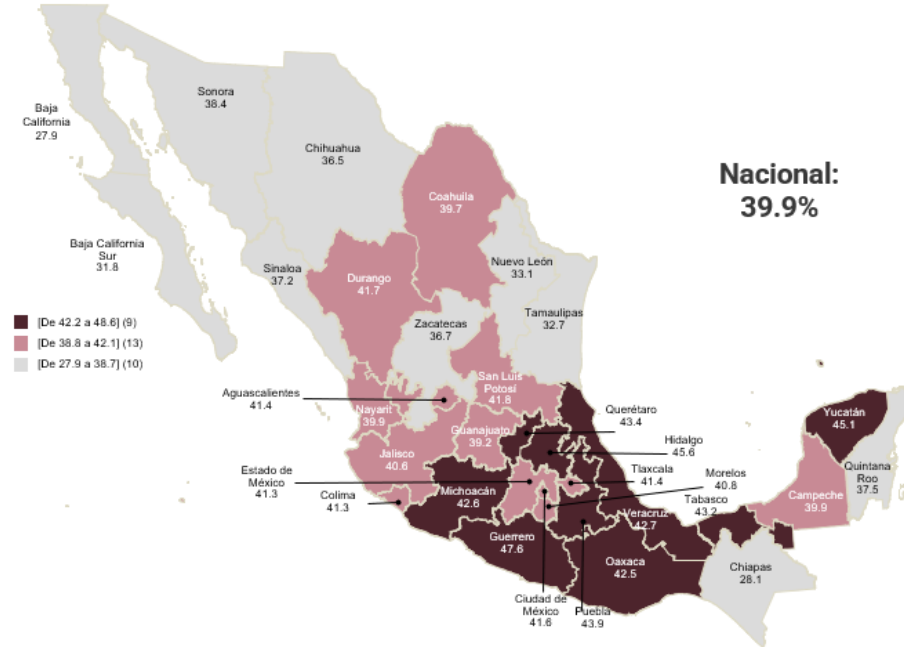 Sonora
38.4
Baja
California
27.9
Chihuahua
36.5
Nacional:
39.9%
Coahuila
39.7
Baja California
Sur
31.8
Sinaloa
37.2
Durango
41.7
Nuevo León
33.1
Tamaulipas
32.7
Zacatecas
36.7
[De 42.2 a 48.6] (9)
[De 38.8 a 42.1] (13)
[De 27.9 a 38.7] (10)
Aguascalientes
41.4
San Luis
Potosí
41.8
Nayarit
39.9
Guanajuato
39.2
Querétaro
43.4
Hidalgo
45.6
Yucatán
45.1
Jalisco
40.6
Estado de
México
41.3
Colima
41.3
Michoacán
42.6
Tlaxcala
41.4
Morelos
40.8
Quintana
Roo
37.5
Campeche
39.9
Tabasco
43.2
Veracruz
42.7
Guerrero
47.6
Oaxaca
42.5
Chiapas
28.1
Ciudad de
México
41.6
Puebla
43.9